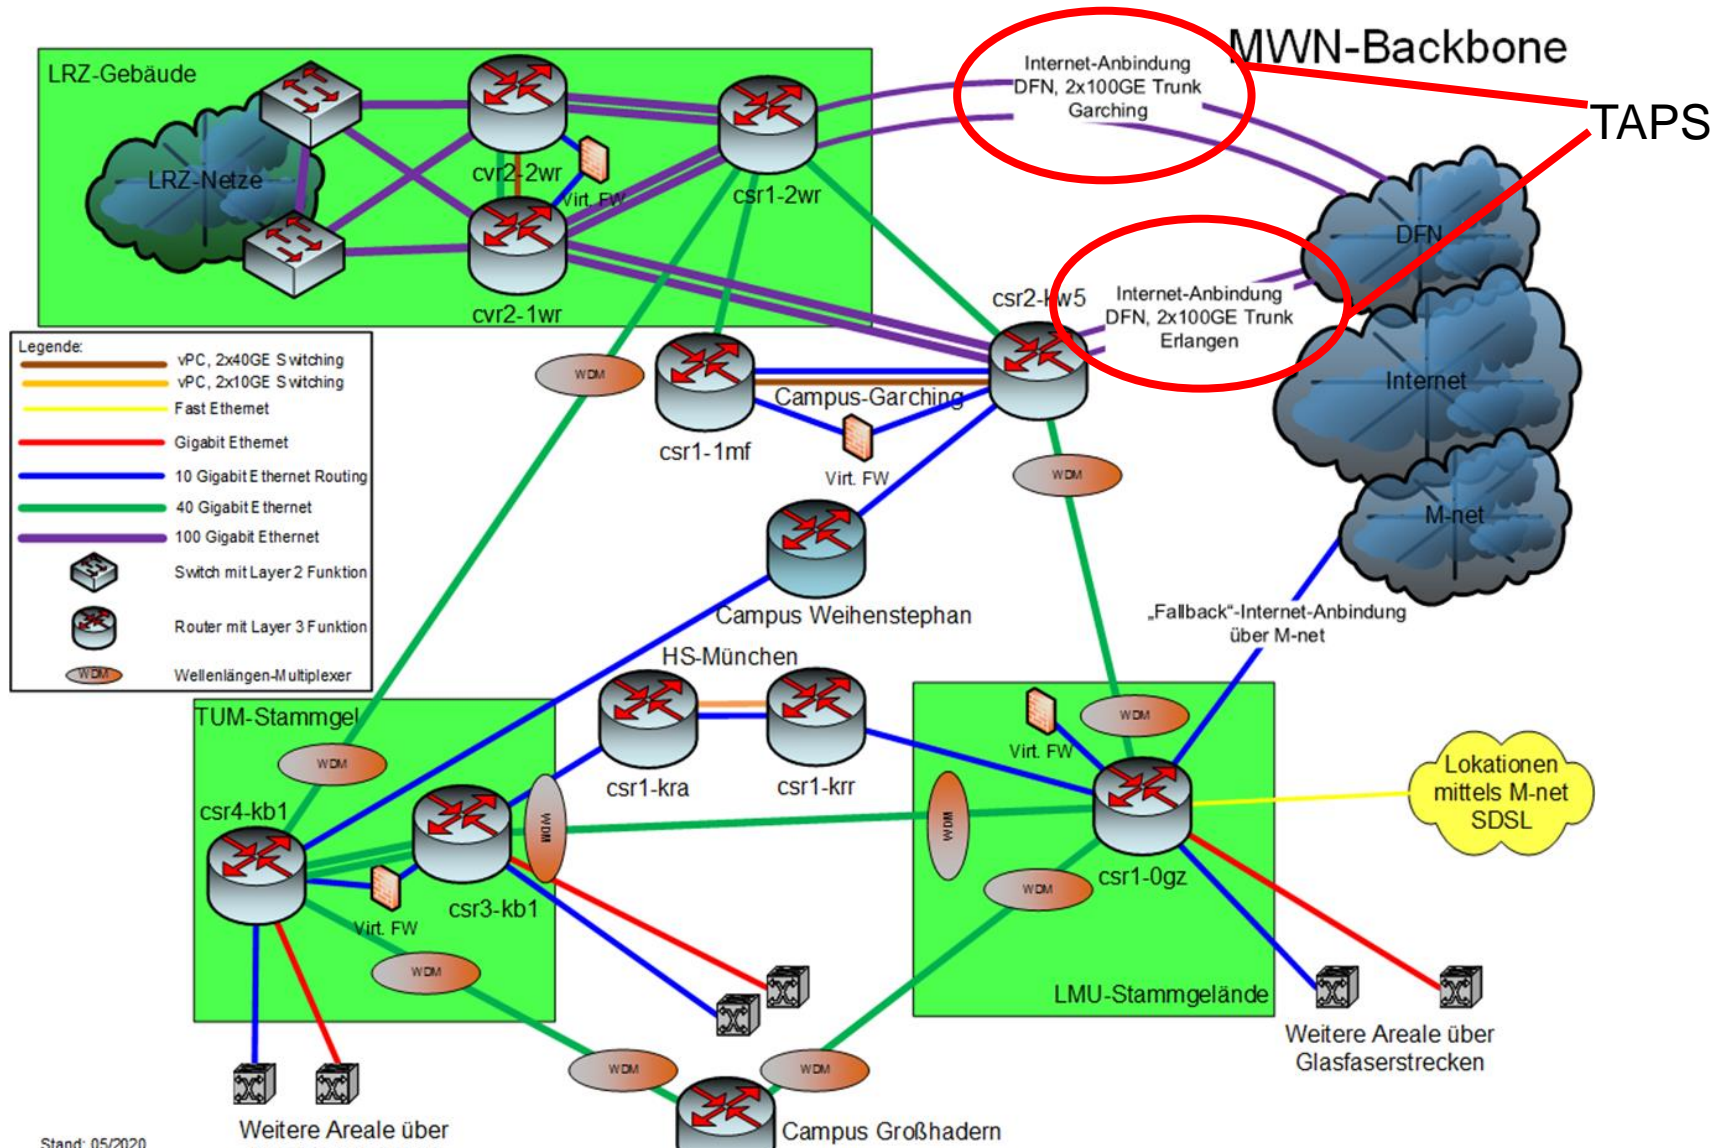 MWN-Backbone
TAPS
LRZ-Gebäude
LRZ-Netze
cvr2-2wr
Virt. FW
cvr2-1wr
csr1-2wr
Internet-Anbindung
DFN, 2x100GE Trunk
Garching
DFN
Internet-Anbindung
DFN, 2x100GE Trunk
Erlangen
csr2-kw5
Internet
M-net
Legende:
vPC, 2x40GE Switching
vPC, 2x10GE Switching
Fast Ethernet
Gigabit Ethernet
10 Gigabit Ethernet Routing
40 Gigabit Ethernet
100 Gigabit Ethernet
Switch mit Layer 2 Funktion
Router mit Layer 3 Funktion
WDM
Wellenlängen-Multiplexer
WDM
Campus-Garching
csr1-1mf
Virt. FW
WDM
Campus Weihenstephan
„Fallback“-Internet-Anbindung
über M-net
HS-München
csr1-kra
csr1-krr
TUM-Stammgel
WDM
csr4-kb1
WDM
csr3-kb1
Virt. FW
WDM
WDM
Virt. FW
WDM
csr1-0gz
WDM
LMU-Stammgelände
Lokationen
mittels M-net
SDSL
Weitere Areale über
Glasfaserstrecken
WDM
WDM
Campus Großhadern
Weitere Areale über
Stand: 05/2020